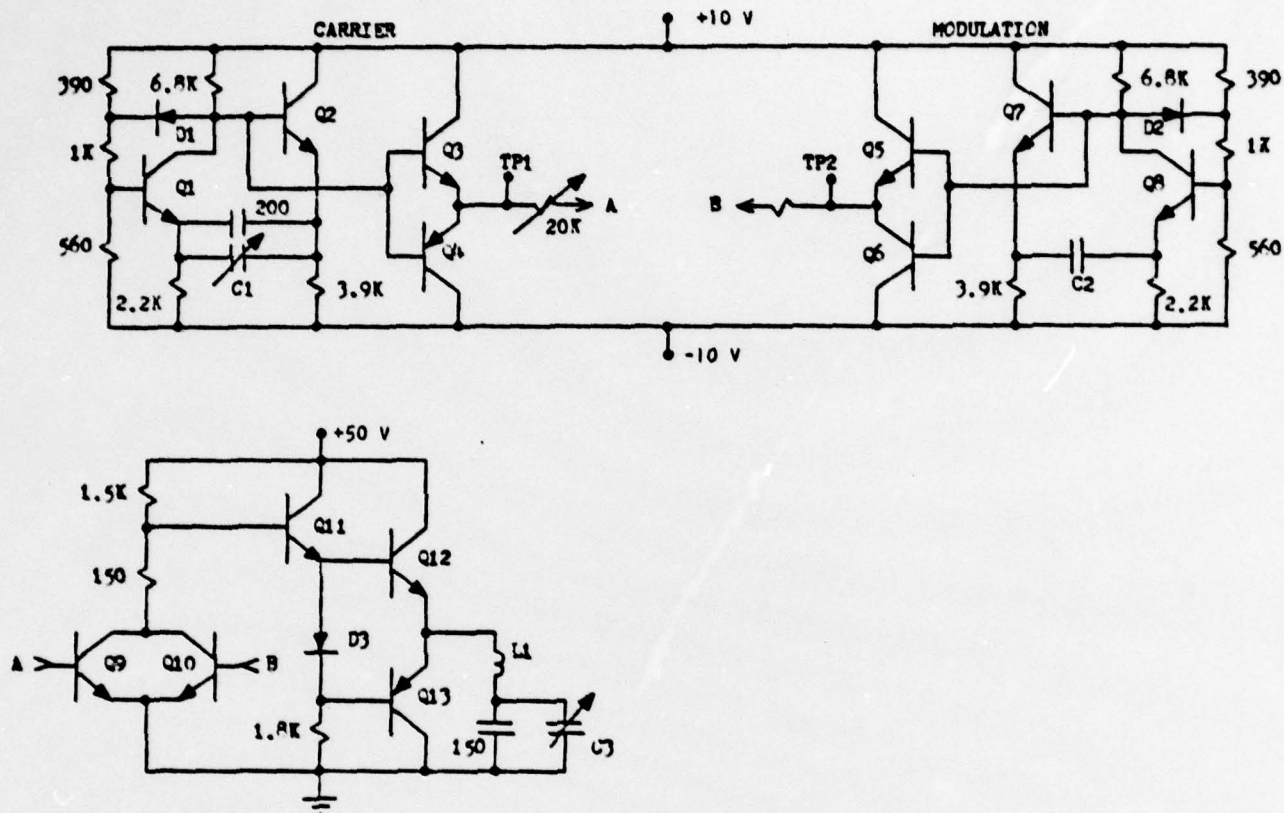 +10 V
CARRIER
MODULATION
390
6.8K
Q2
D1
1K
Q1
Q3
TP1
200
20K
A
Q4
560
C1
2.2K
3.9K
-10 V
Q7
6.8K
390
D2
Q5
TP2
1K
Q8
B
Q6
560
3.9K
C2
2.2K
+50 V
1.5K
Q11
Q12
150
D3
L1
A
Q9
Q10
B
Q13
1.8K
150
C3